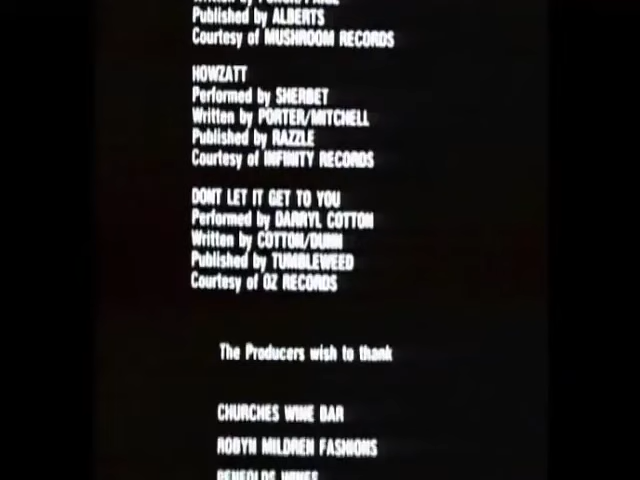 Published by ALBERTS
Courtesy of MUSHROOM RECORDS
HOWZATT
Performed by SHERBET
Written by PORTER/MITCHELL
Published by RAZZLE
Courtesy of INFINITY RECORDS
DONT LET IT GET TO YOU
Performed by DARRYL COTTON
Written by COTTON/DUNN
Published by TUMBLEWEED
Courtesy of OZ RECORDS
The Producers wish to thank
CHURCHES WINE BAR
ROBYN MILDREN FASHIONS
PENFOLDS WINES